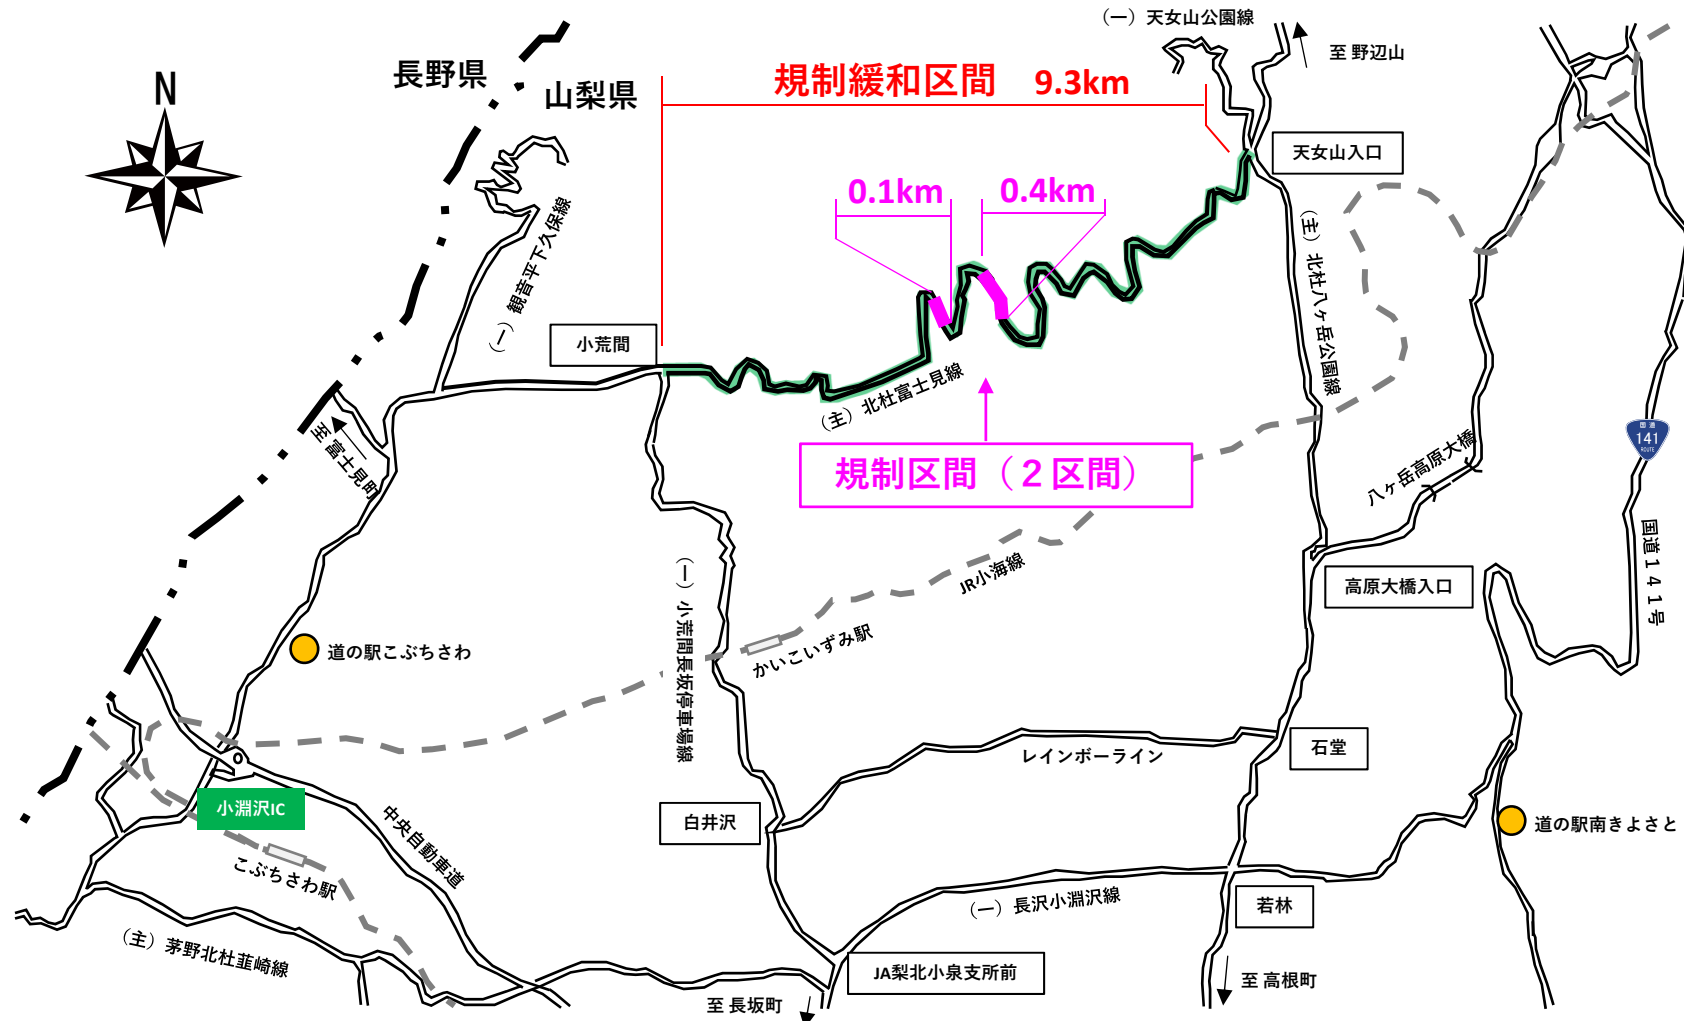 （一）天女山公園線
至 野辺山
長野県
山梨県
規制緩和区間　9.3km
N
天女山入口
0.1km
0.4km
（一）観音平下久保線
（主）北杜八ヶ岳公園線
小荒間
（主）北杜富士見線
至 富士見町
規制区間（２区間）
国道
141
ROUTE
八ヶ岳高原大橋
国道１４１号
JR小海線
高原大橋入口
（一）小荒間長坂停車場線
かいこいずみ駅
道の駅こぶちさわ
レインボーライン
石堂
小淵沢IC
中央自動車道
白井沢
道の駅南きよさと
こぶちさわ駅
（一）長沢小淵沢線
若林
（主）茅野北杜韮崎線
JA梨北小泉支所前
至 高根町
至 長坂町